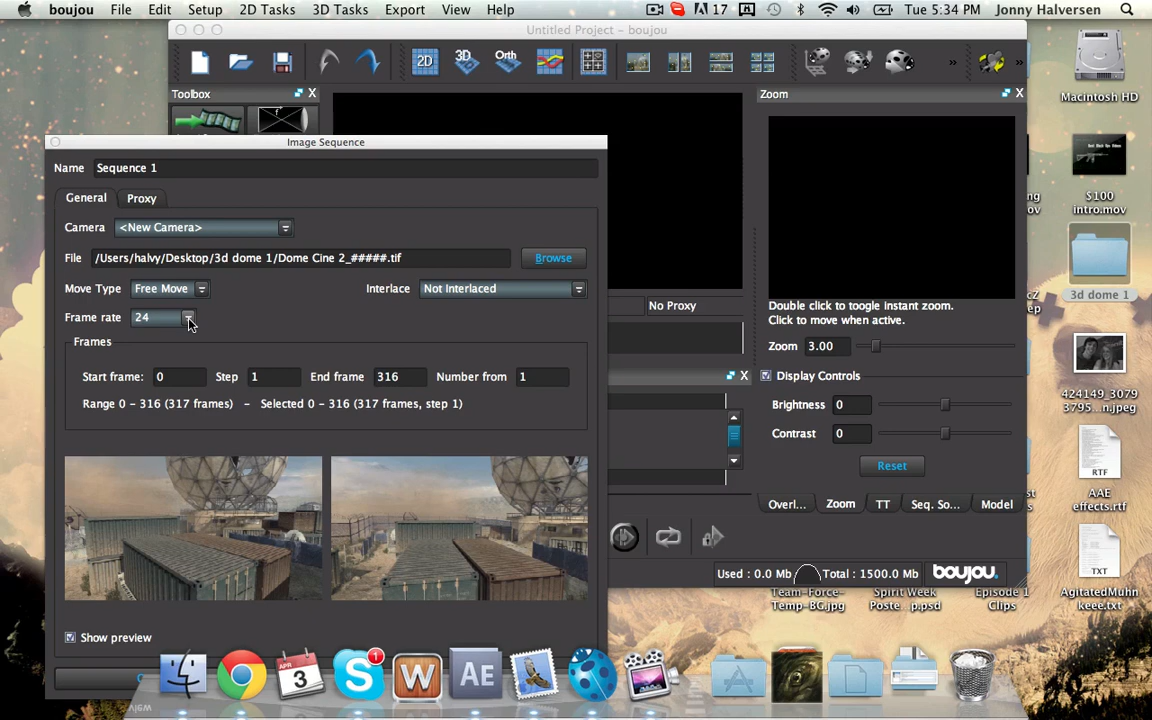 boujou File Edit Setup 2D Tasks 3D Tasks Export View Help 17 Tue 5:34 PM Jonny Halversen
Untitled Project – boujou
2D 3D Orth » »
Toolbox
Zoom
Macintosh HD
Image Sequence
Name Sequence 1
General Proxy
Camera <New Camera>
File /Users/halvy/Desktop/3d dome 1/Dome Cine 2_#####.tif Browse
Move Type Free Move Interlace Not Interlaced
Frame rate 24
Frames
Start frame: 0 Step 1 End frame 316 Number from 1
Range 0 – 316 (317 frames) – Selected 0 – 316 (317 frames, step 1)
Show preview
No Proxy
Double click to toogle instant zoom.
Click to move when active.
Zoom 3.00
Display Controls
Brightness 0
Contrast 0
Reset
Overl... Zoom TT Seq. So... Model
Used : 0.0 Mb Total : 1500.0 Mb boujou.
$100
intro.mov
3d dome 1
424149_3079
3795...n.jpeg
RTF
AAE
effects.rtf
TXT
AgitatedMuhn
keee.txt
Team-Force-
Temp-BG.jpg
Spirit Week
Poste...p.psd
Episode 1
Clips
APR
3
S
1
W
AE